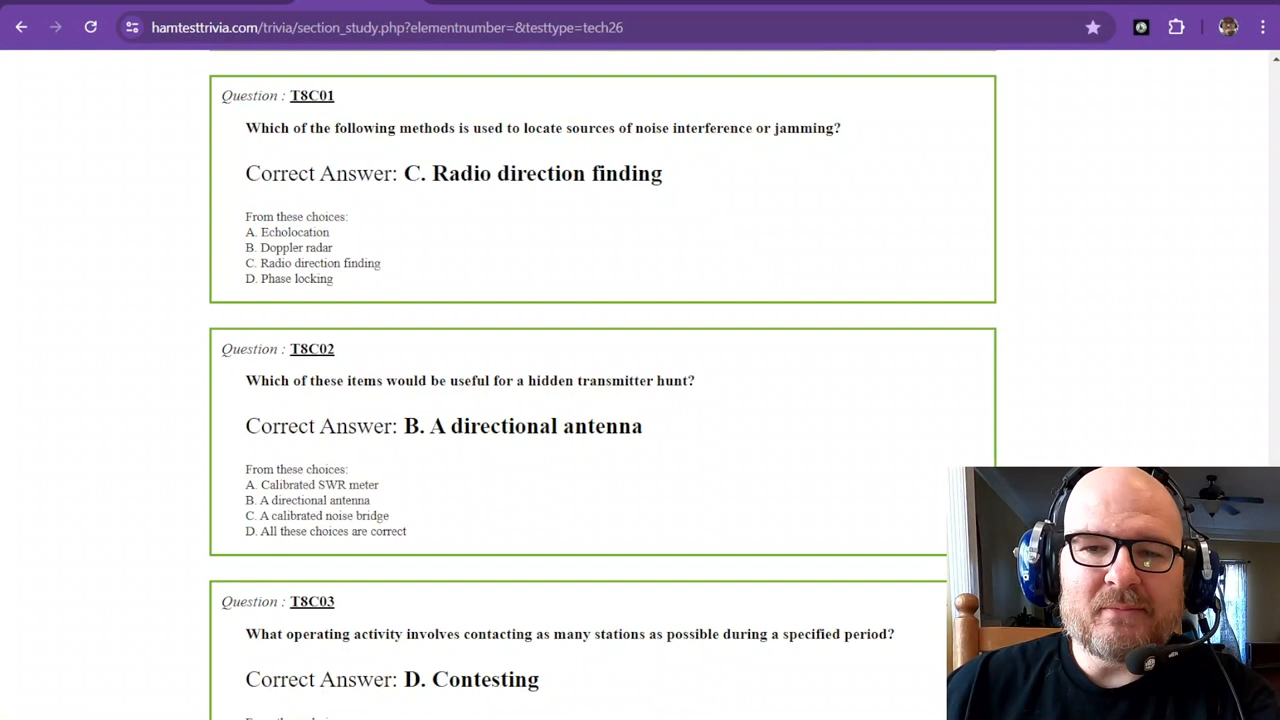 hamtesttrivia.com/trivia/section_study.php?elementnumber=&testtype=tech26
Question : T8C01
Which of the following methods is used to locate sources of noise interference or jamming?
Correct Answer: C. Radio direction finding
From these choices:
A. Echolocation
B. Doppler radar
C. Radio direction finding
D. Phase locking
Question : T8C02
Which of these items would be useful for a hidden transmitter hunt?
Correct Answer: B. A directional antenna
From these choices:
A. Calibrated SWR meter
B. A directional antenna
C. A calibrated noise bridge
D. All these choices are correct
Question : T8C03
What operating activity involves contacting as many stations as possible during a specified period?
Correct Answer: D. Contesting